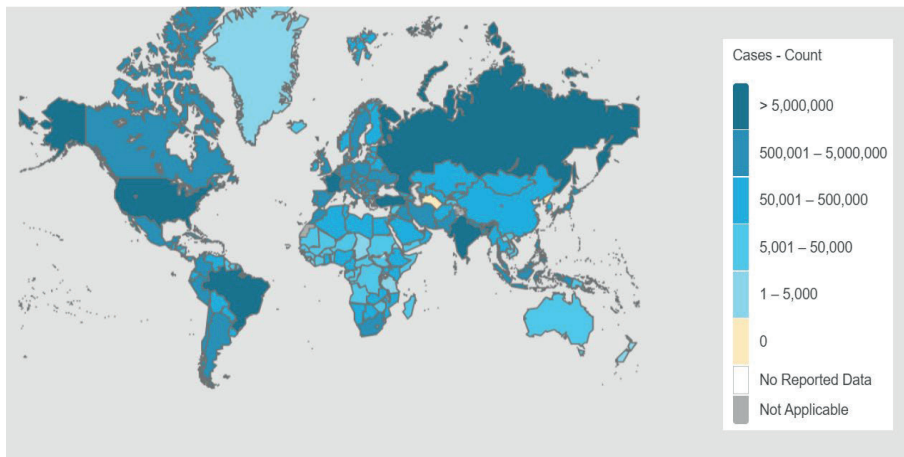 Cases - Count
> 5,000,000
500,001 – 5,000,000
50,001 – 500,000
5,001 – 50,000
1 – 5,000
0
No Reported Data
Not Applicable